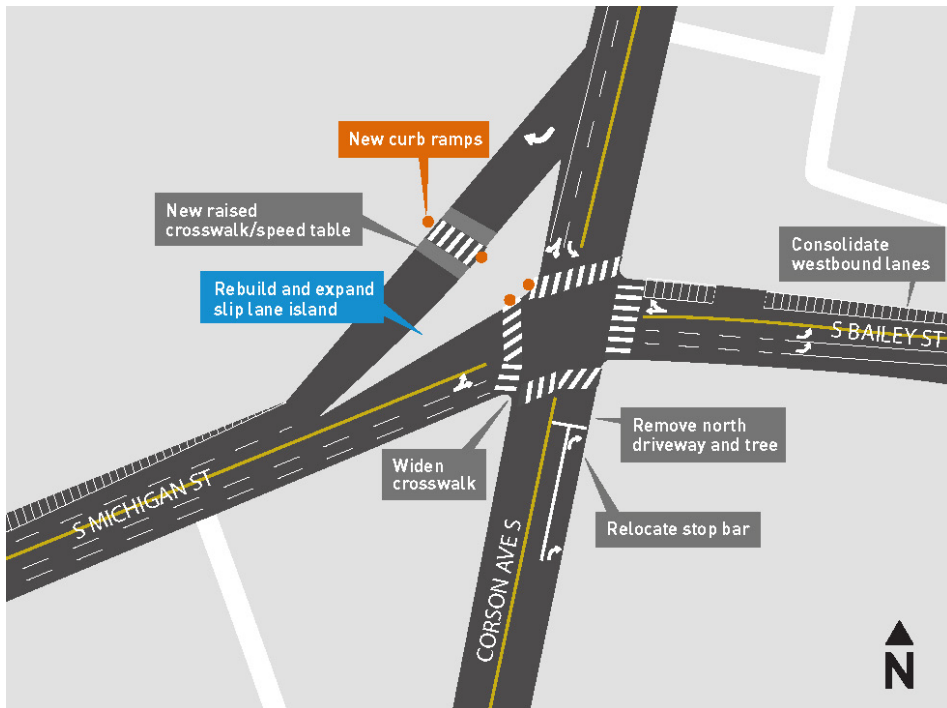 New curb ramps
New raised
crosswalk/speed table
Consolidate
westbound lanes
Rebuild and expand
slip lane island
S BAILEY ST
Remove north
driveway and tree
Widen
crosswalk
S MICHIGAN ST
Relocate stop bar
CORSON AVE S
N